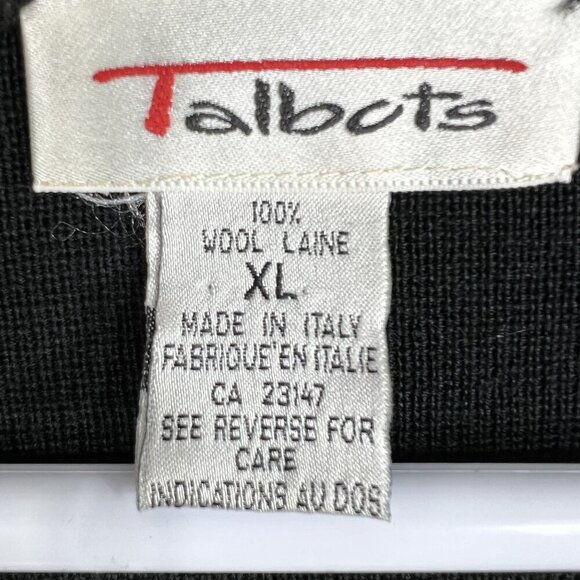 Talbots
100%
WOOL LAINE
XL
MADE IN ITALY
FABRIQUE'EN ITALIE
CA 23147
SEE REVERSE FOR
CARE
INDICATIONS AU DOS